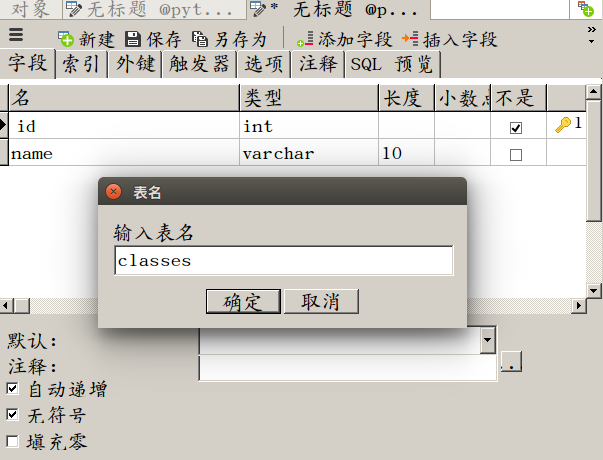 对象 无标题 @pyt... * 无标题 @p...
新建 保存 另存为 添加字段 插入字段
字段 索引 外键 触发器 选项 注释 SQL 预览
名 类型 长度 小数点 不是
id int 1
name varchar 10
表名
输入表名
classes
确定 取消
默认:
注释:
自动递增
无符号
填充零